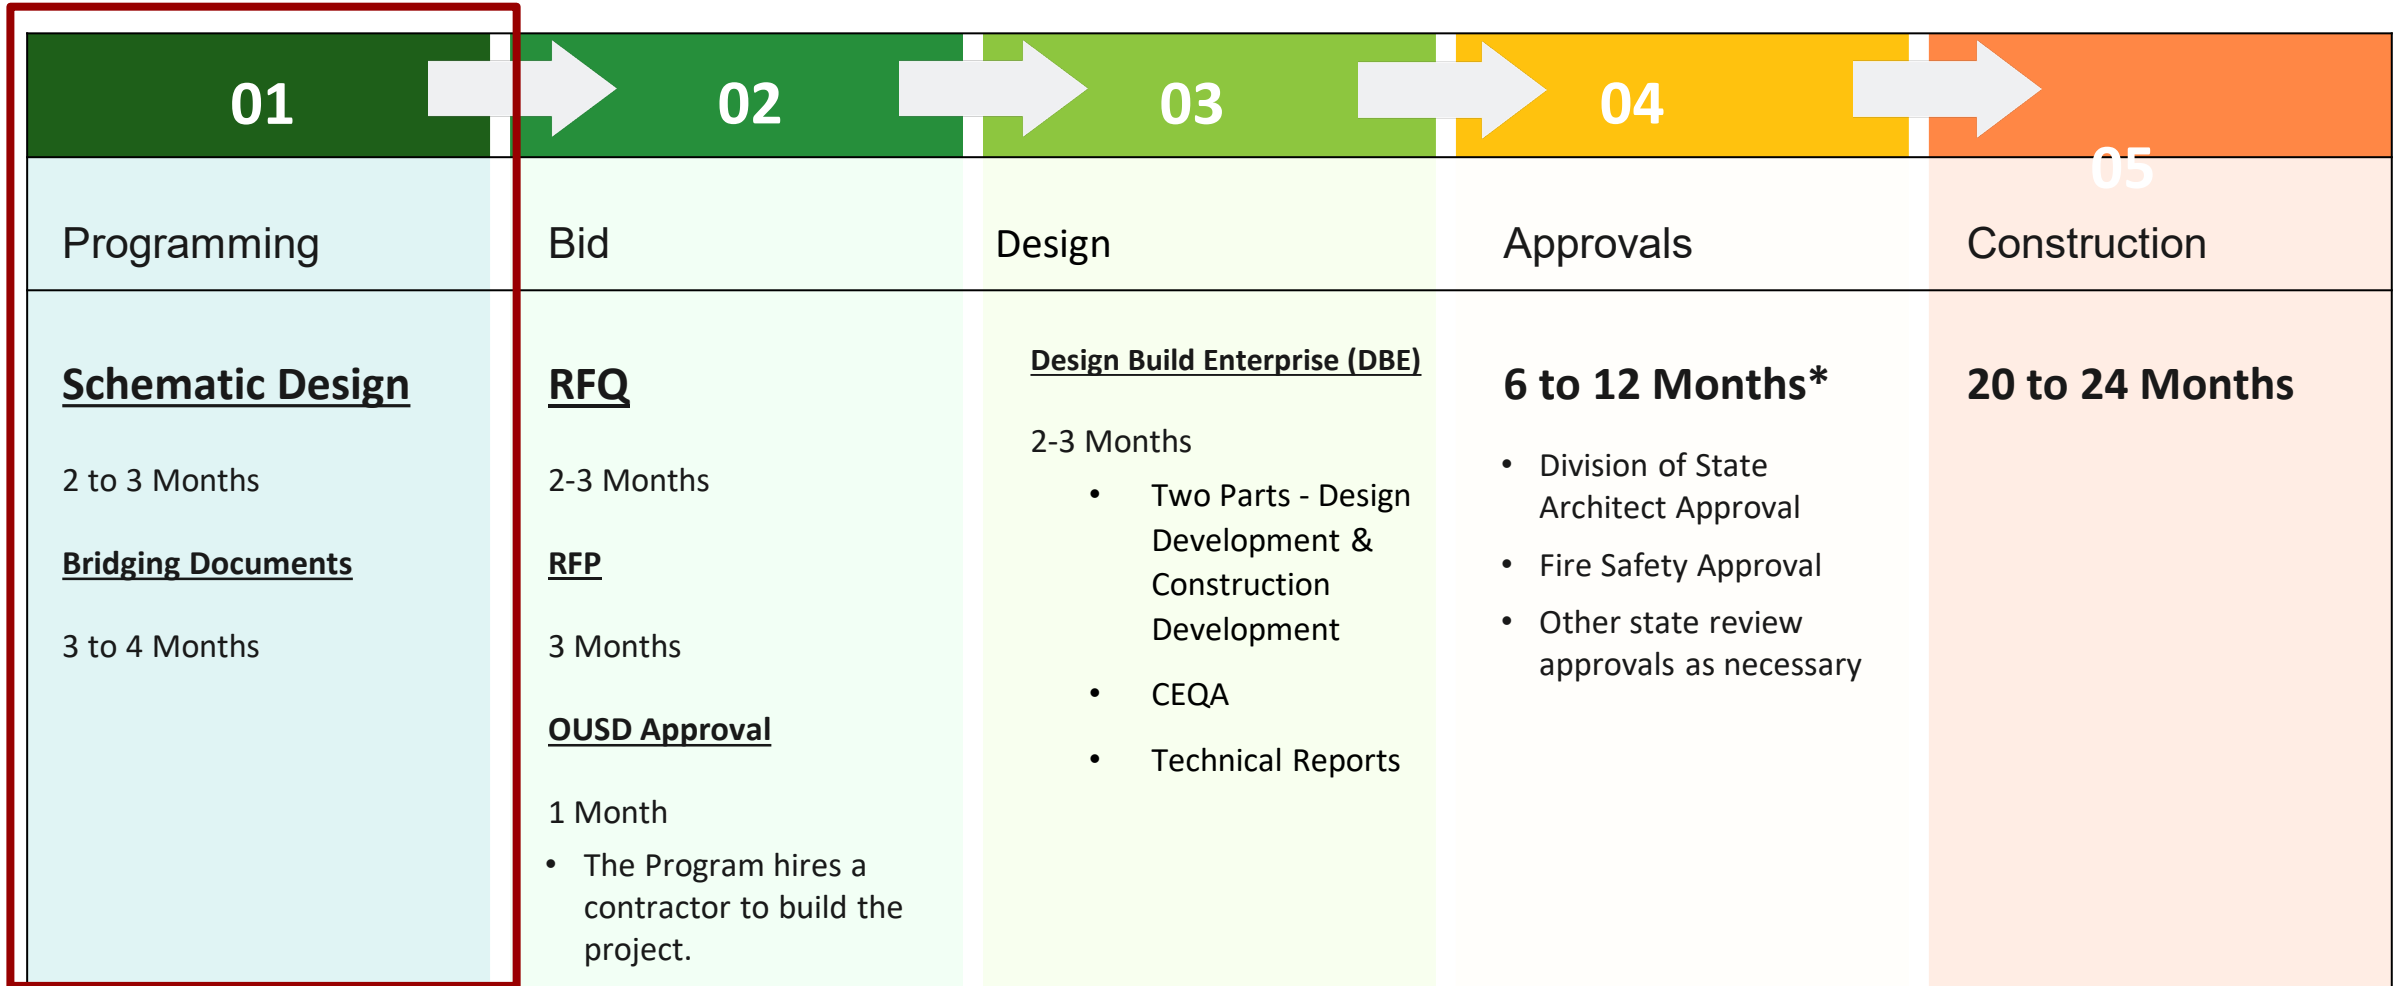 01
02
03
04
05
Programming
Bid
Design
Approvals
Construction
Schematic Design
2 to 3 Months
Bridging Documents
3 to 4 Months
RFQ
2-3 Months
RFP
3 Months
OUSD Approval
1 Month
• The Program hires a
contractor to build the
project.
Design Build Enterprise (DBE)
2-3 Months
• Two Parts - Design
Development &
Construction
Development
• CEQA
• Technical Reports
6 to 12 Months*
• Division of State
Architect Approval
• Fire Safety Approval
• Other state review
approvals as necessary
20 to 24 Months